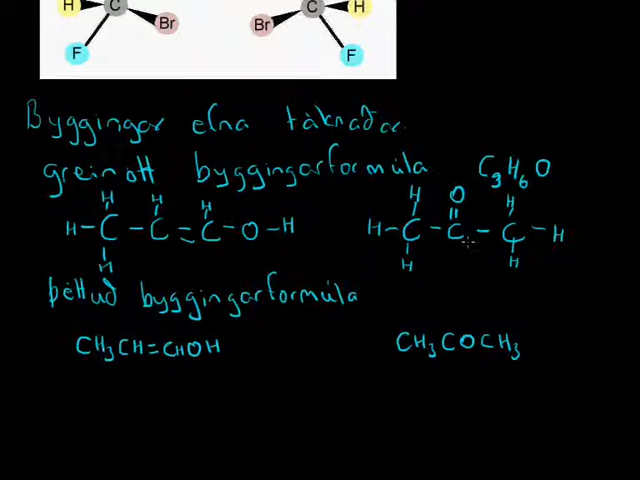 H C Br F Br C H F
Byggingar efna táknaðar
greinótt byggingarformúla C₃H₆O
H H H H O H
H-C-C=C-O-H H-C-C-C-H
H H H
þéttuð byggingarformúla
CH₃CH=CHOH CH₃COCH₃